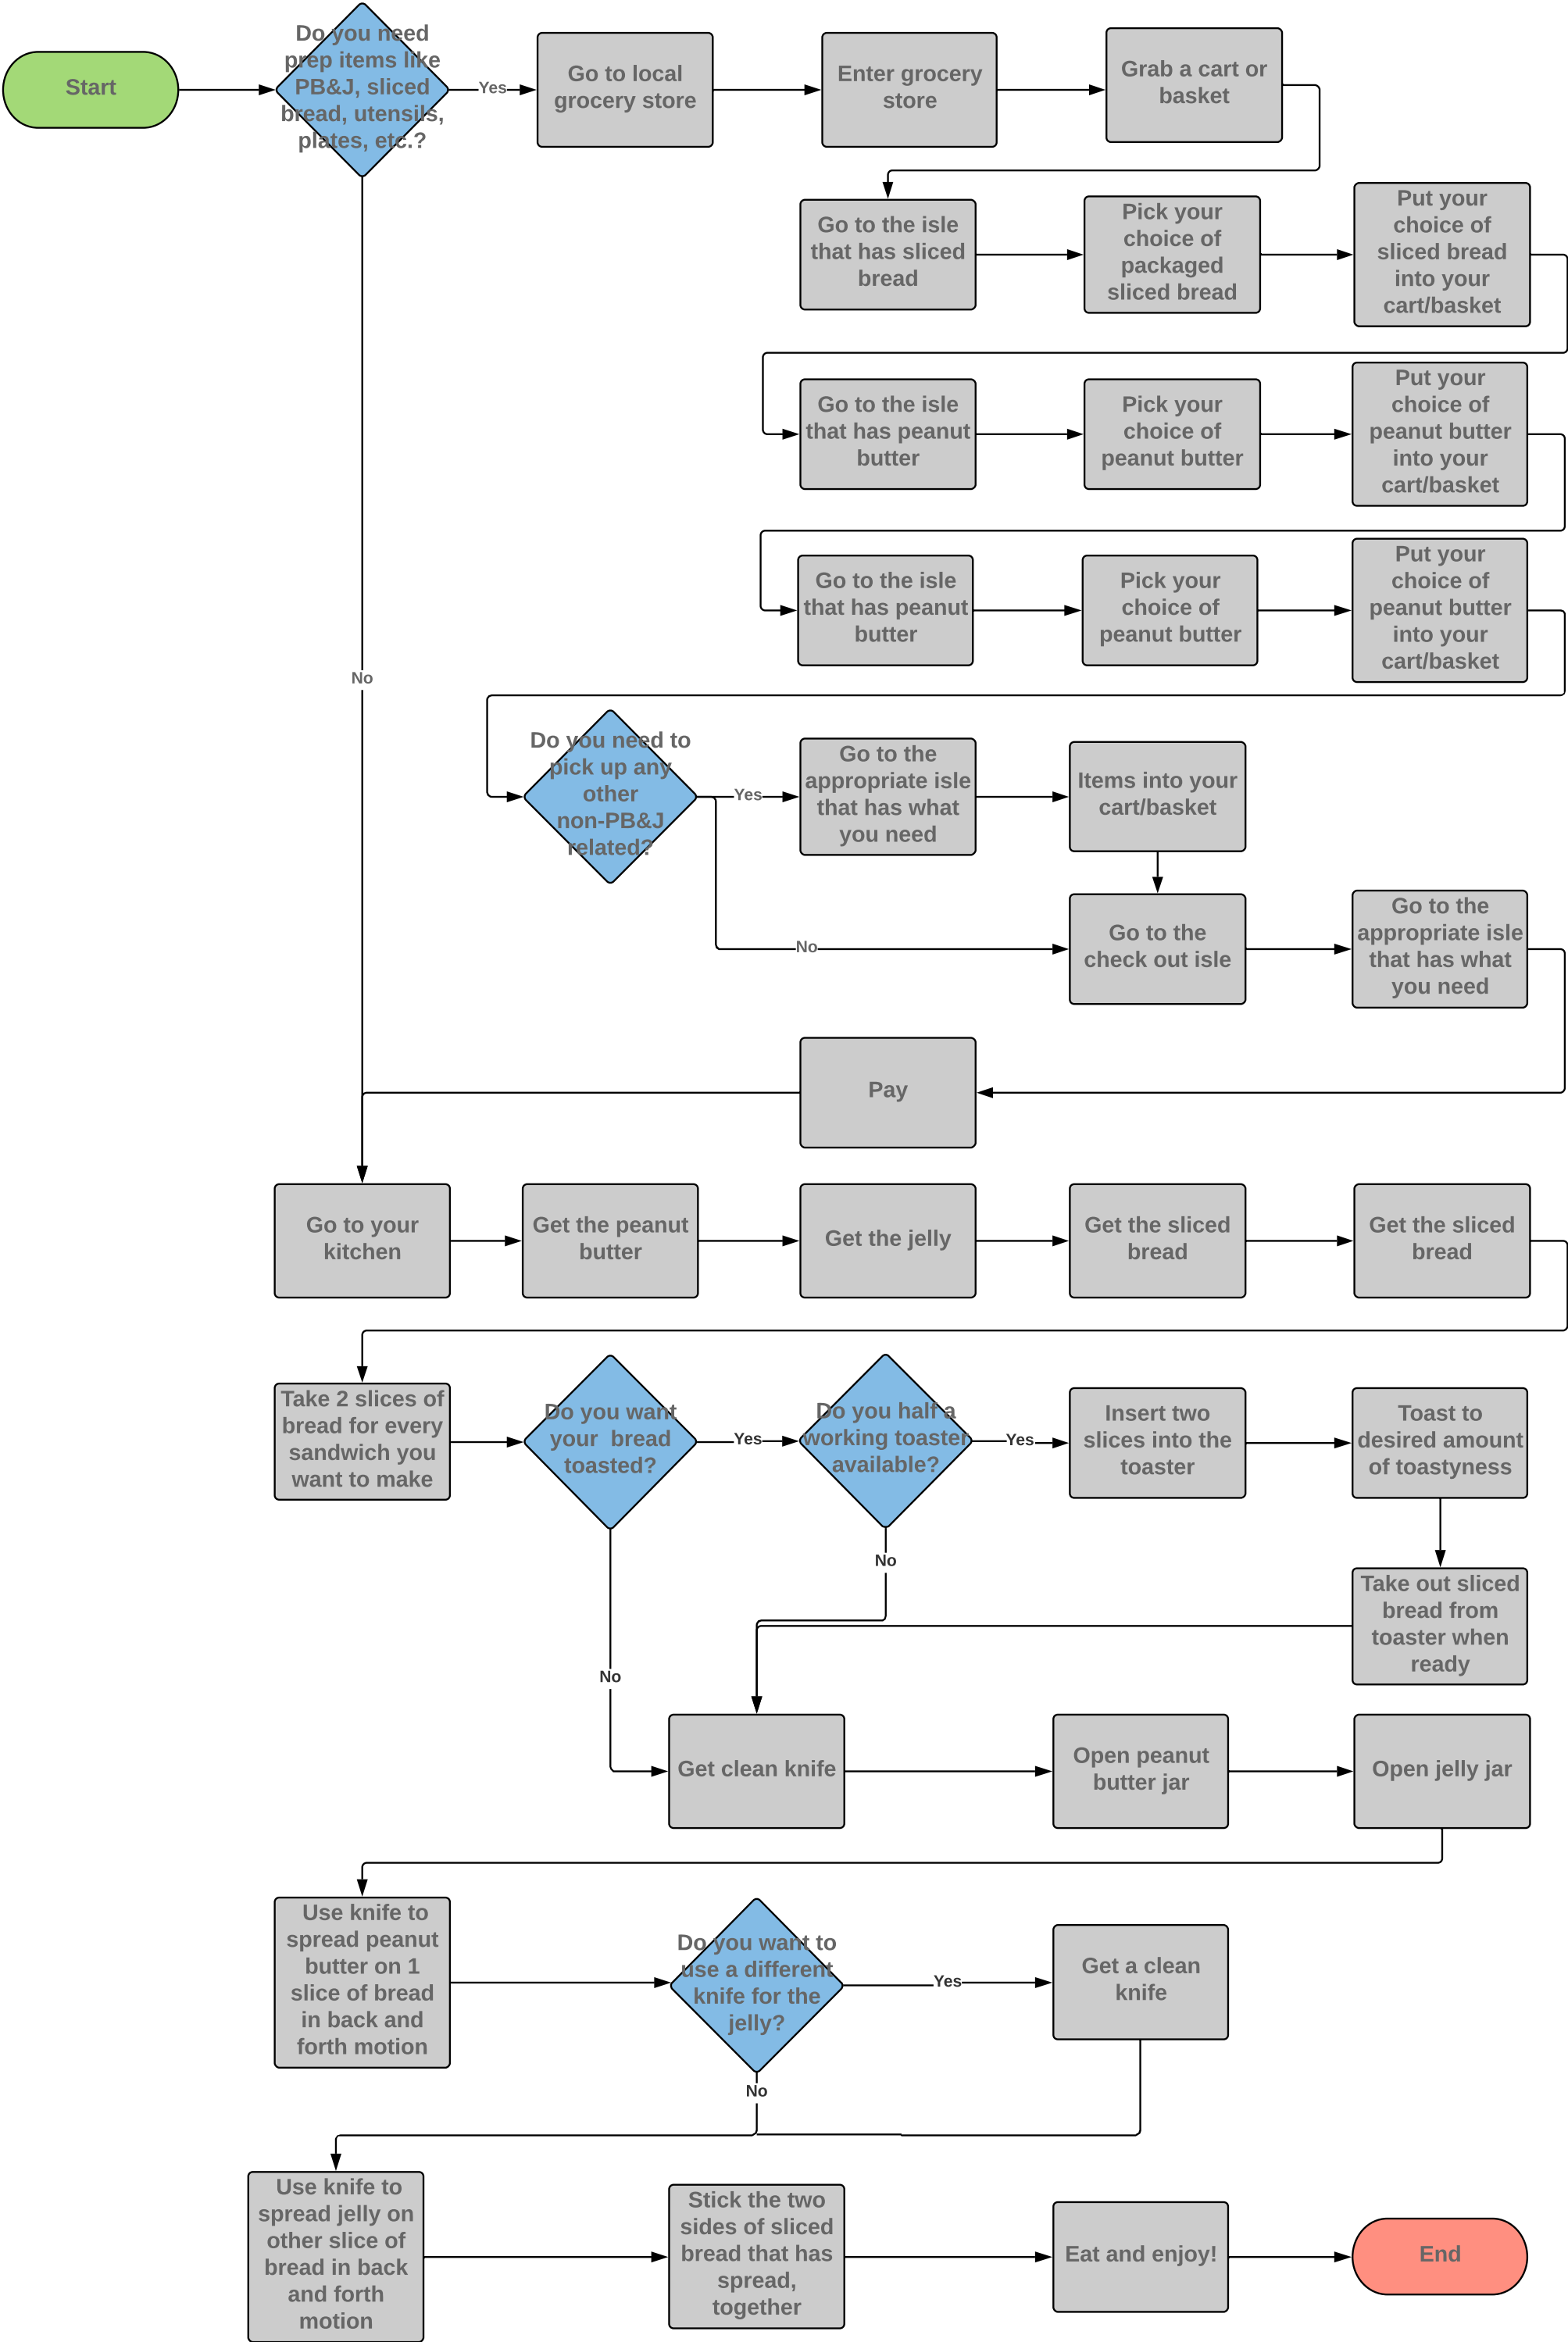 Start
Do you need
prep items like
PB&J, sliced
bread, utensils,
plates, etc.?
Yes
Go to local
grocery store
Enter grocery
store
Grab a cart or
basket
Go to the isle
that has sliced
bread
Pick your
choice of
packaged
sliced bread
Put your
choice of
sliced bread
into your
cart/basket
Go to the isle
that has peanut
butter
Pick your
choice of
peanut butter
Put your
choice of
peanut butter
into your
cart/basket
Go to the isle
that has peanut
butter
Pick your
choice of
peanut butter
Put your
choice of
peanut butter
into your
cart/basket
No
Do you need to
pick up any
other
non-PB&J
related?
Yes
Go to the
appropriate isle
that has what
you need
Items into your
cart/basket
No
Go to the
check out isle
Go to the
appropriate isle
that has what
you need
Pay
Go to your
kitchen
Get the peanut
butter
Get the jelly
Get the sliced
bread
Get the sliced
bread
Take 2 slices of
bread for every
sandwich you
want to make
Do you want
your  bread
toasted?
Yes
Do you half a
working toaster
available?
Yes
Insert two
slices into the
toaster
Toast to
desired amount
of toastyness
No
Take out sliced
bread from
toaster when
ready
No
Get clean knife
Open peanut
butter jar
Open jelly jar
Use knife to
spread peanut
butter on 1
slice of bread
in back and
forth motion
Do you want to
use a different
knife for the
jelly?
Yes
Get a clean
knife
No
Use knife to
spread jelly on
other slice of
bread in back
and forth
motion
Stick the two
sides of sliced
bread that has
spread,
together
Eat and enjoy!
End